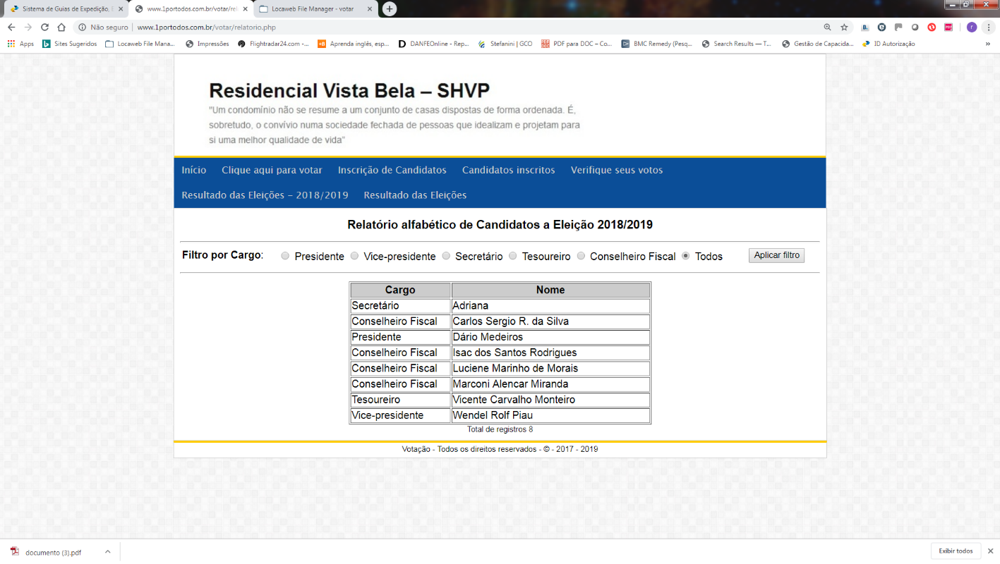 Sistema de Guias de Expedição, E
www.1portodos.com.br/votar/rel
Locaweb File Manager - votar
Não seguro | www.1portodos.com.br/votar/relatorio.php
Apps Sites Sugeridos Locaweb File Mana... Impressões Flightradar24.com -... Aprenda inglês, esp... DANFEOnline - Rep... Stefanini | GCO PDF para DOC – Co... BMC Remedy (Pesq... Search Results — T... Gestão de Capacida... ID Autorização »
Residencial Vista Bela – SHVP
"Um condomínio não se resume a um conjunto de casas dispostas de forma ordenada. É,
sobretudo, o convívio numa sociedade fechada de pessoas que idealizam e projetam para
si uma melhor qualidade de vida"
Início Clique aqui para votar Inscrição de Candidatos Candidatos inscritos Verifique seus votos
Resultado das Eleições – 2018/2019 Resultado das Eleições
Relatório alfabético de Candidatos a Eleição 2018/2019
Filtro por Cargo: Presidente Vice-presidente Secretário Tesoureiro Conselheiro Fiscal Todos Aplicar filtro
Cargo Nome
Secretário Adriana
Conselheiro Fiscal Carlos Sergio R. da Silva
Presidente Dário Medeiros
Conselheiro Fiscal Isac dos Santos Rodrigues
Conselheiro Fiscal Luciene Marinho de Morais
Conselheiro Fiscal Marconi Alencar Miranda
Tesoureiro Vicente Carvalho Monteiro
Vice-presidente Wendel Rolf Piau
Total de registros 8
Votação - Todos os direitos reservados - © - 2017 - 2019
documento (3).pdf Exibir todos